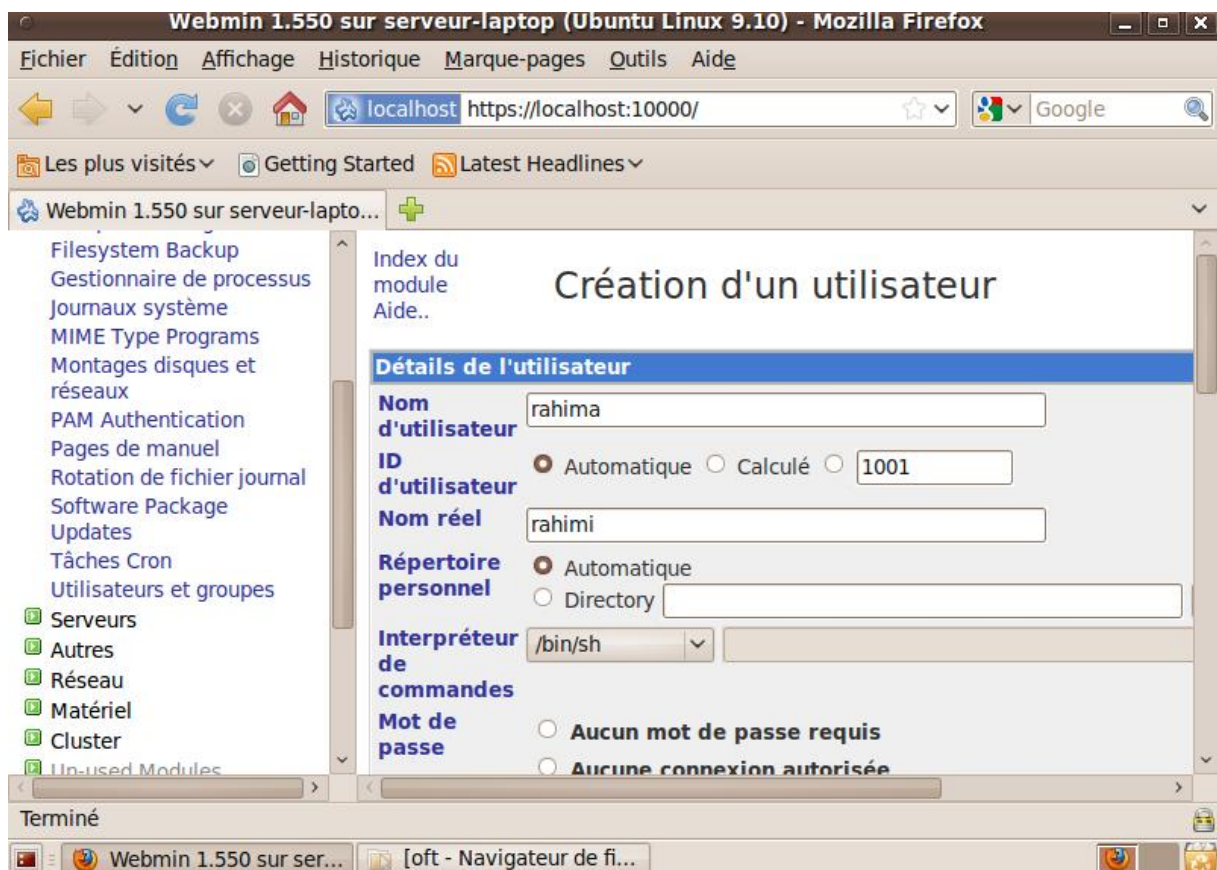 Webmin 1.550 sur serveur-laptop (Ubuntu Linux 9.10) - Mozilla Firefox
Fichier Édition Affichage Historique Marque-pages Outils Aide
localhost https://localhost:10000/ Google
Les plus visités Getting Started Latest Headlines
Webmin 1.550 sur serveur-lapto...
Filesystem Backup
Gestionnaire de processus
Journaux système
MIME Type Programs
Montages disques et
réseaux
PAM Authentication
Pages de manuel
Rotation de fichier journal
Software Package
Updates
Tâches Cron
Utilisateurs et groupes
Serveurs
Autres
Réseau
Matériel
Cluster
Un-used Modules
Index du
module
Aide..
Création d'un utilisateur
Détails de l'utilisateur
Nom
d'utilisateur
rahima
ID
d'utilisateur
Automatique Calculé 1001
Nom réel
rahimi
Répertoire
personnel
Automatique
Directory
Interpréteur
de
commandes
/bin/sh
Mot de
passe
Aucun mot de passe requis
Aucune connexion autorisée
Terminé
Webmin 1.550 sur ser... [oft - Navigateur de fi...